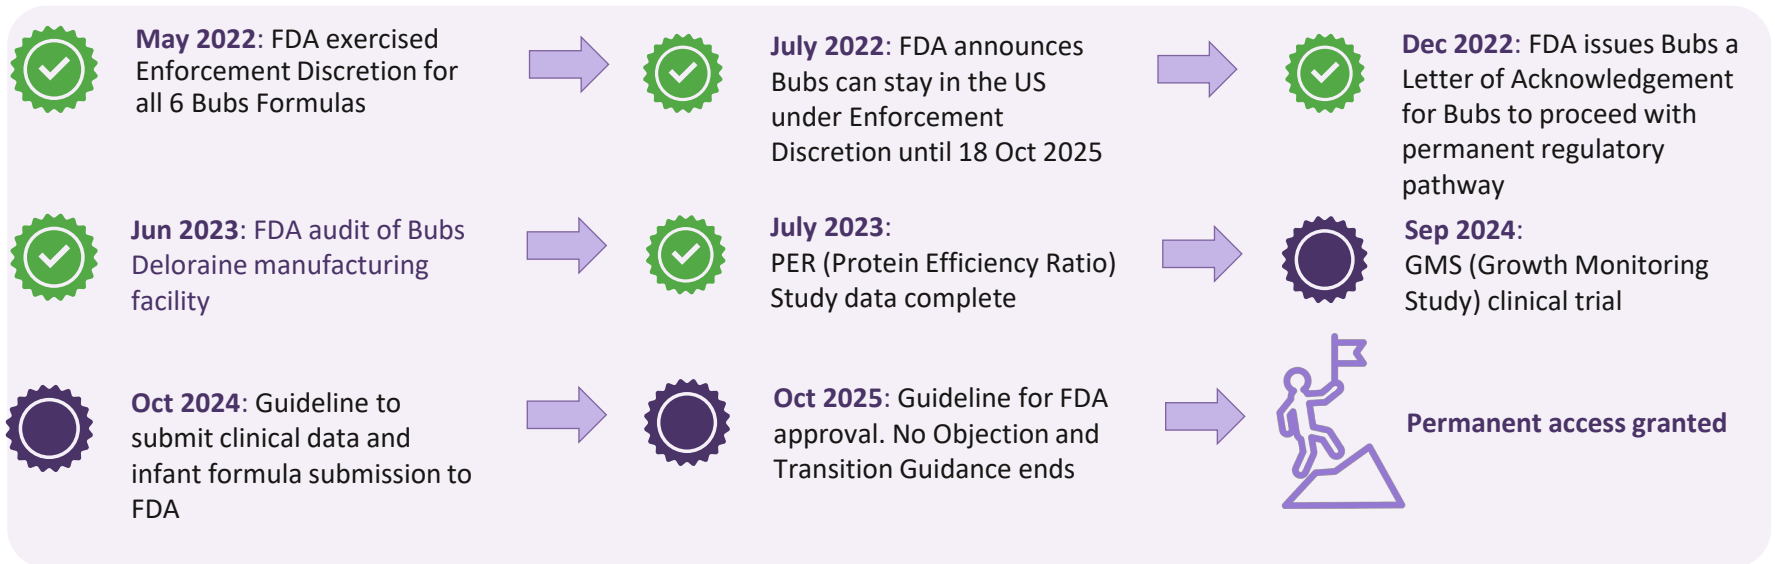 May 2022: FDA exercised
Enforcement Discretion for
all 6 Bubs Formulas
July 2022: FDA announces
Bubs can stay in the US
under Enforcement
Discretion until 18 Oct 2025
Dec 2022: FDA issues Bubs a
Letter of Acknowledgement
for Bubs to proceed with
permanent regulatory
pathway
Jun 2023: FDA audit of Bubs
Deloraine manufacturing
facility
July 2023:
PER (Protein Efficiency Ratio)
Study data complete
Sep 2024:
GMS (Growth Monitoring
Study) clinical trial
Oct 2024: Guideline to
submit clinical data and
infant formula submission to
FDA
Oct 2025: Guideline for FDA
approval. No Objection and
Transition Guidance ends
Permanent access granted